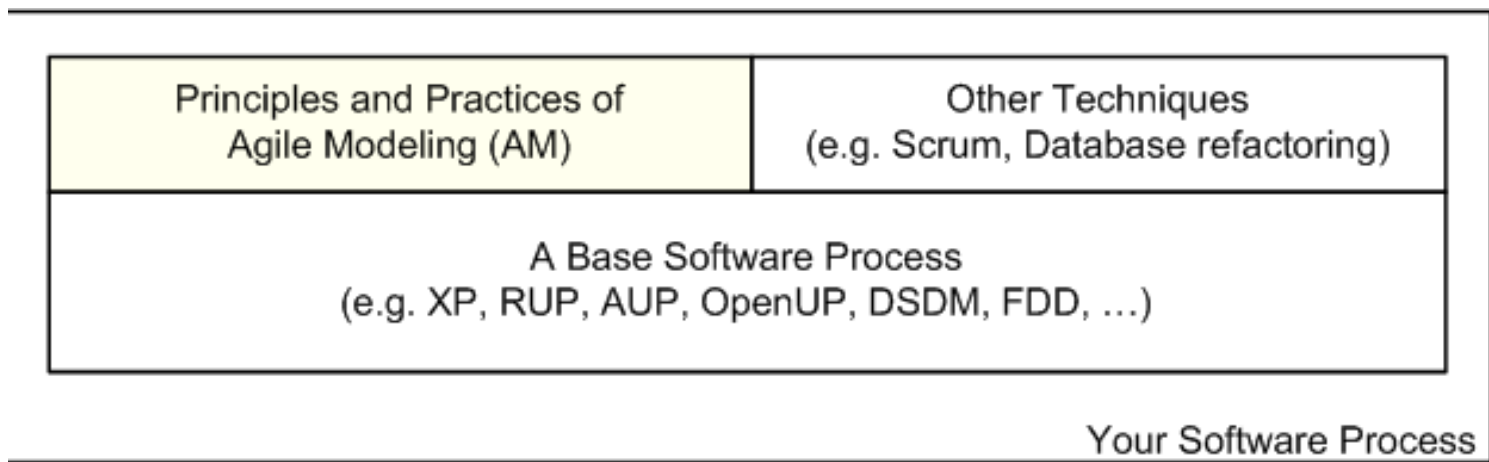 Principles and Practices of
Agile Modeling (AM)
Other Techniques
(e.g. Scrum, Database refactoring)
A Base Software Process
(e.g. XP, RUP, AUP, OpenUP, DSDM, FDD, …)
Your Software Process